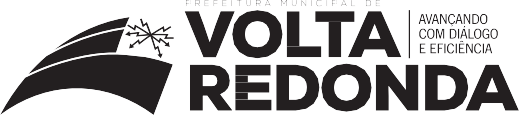 PREFEITURA MUNICIPAL DE
VOLTA
REDONDA
AVANÇANDO
COM DIÁLOGO
E EFICIÊNCIA